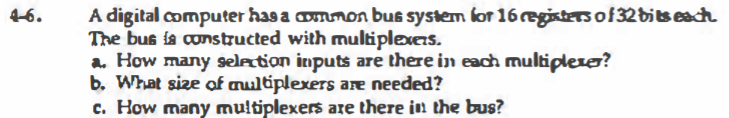 4-6. A digital computer has a common bus system for 16 registers of 32 bits each.
The bus is constructed with multiplexers.
a. How many selection inputs are there in each multiplexer?
b. What size of multiplexers are needed?
c. How many multiplexers are there in the bus?